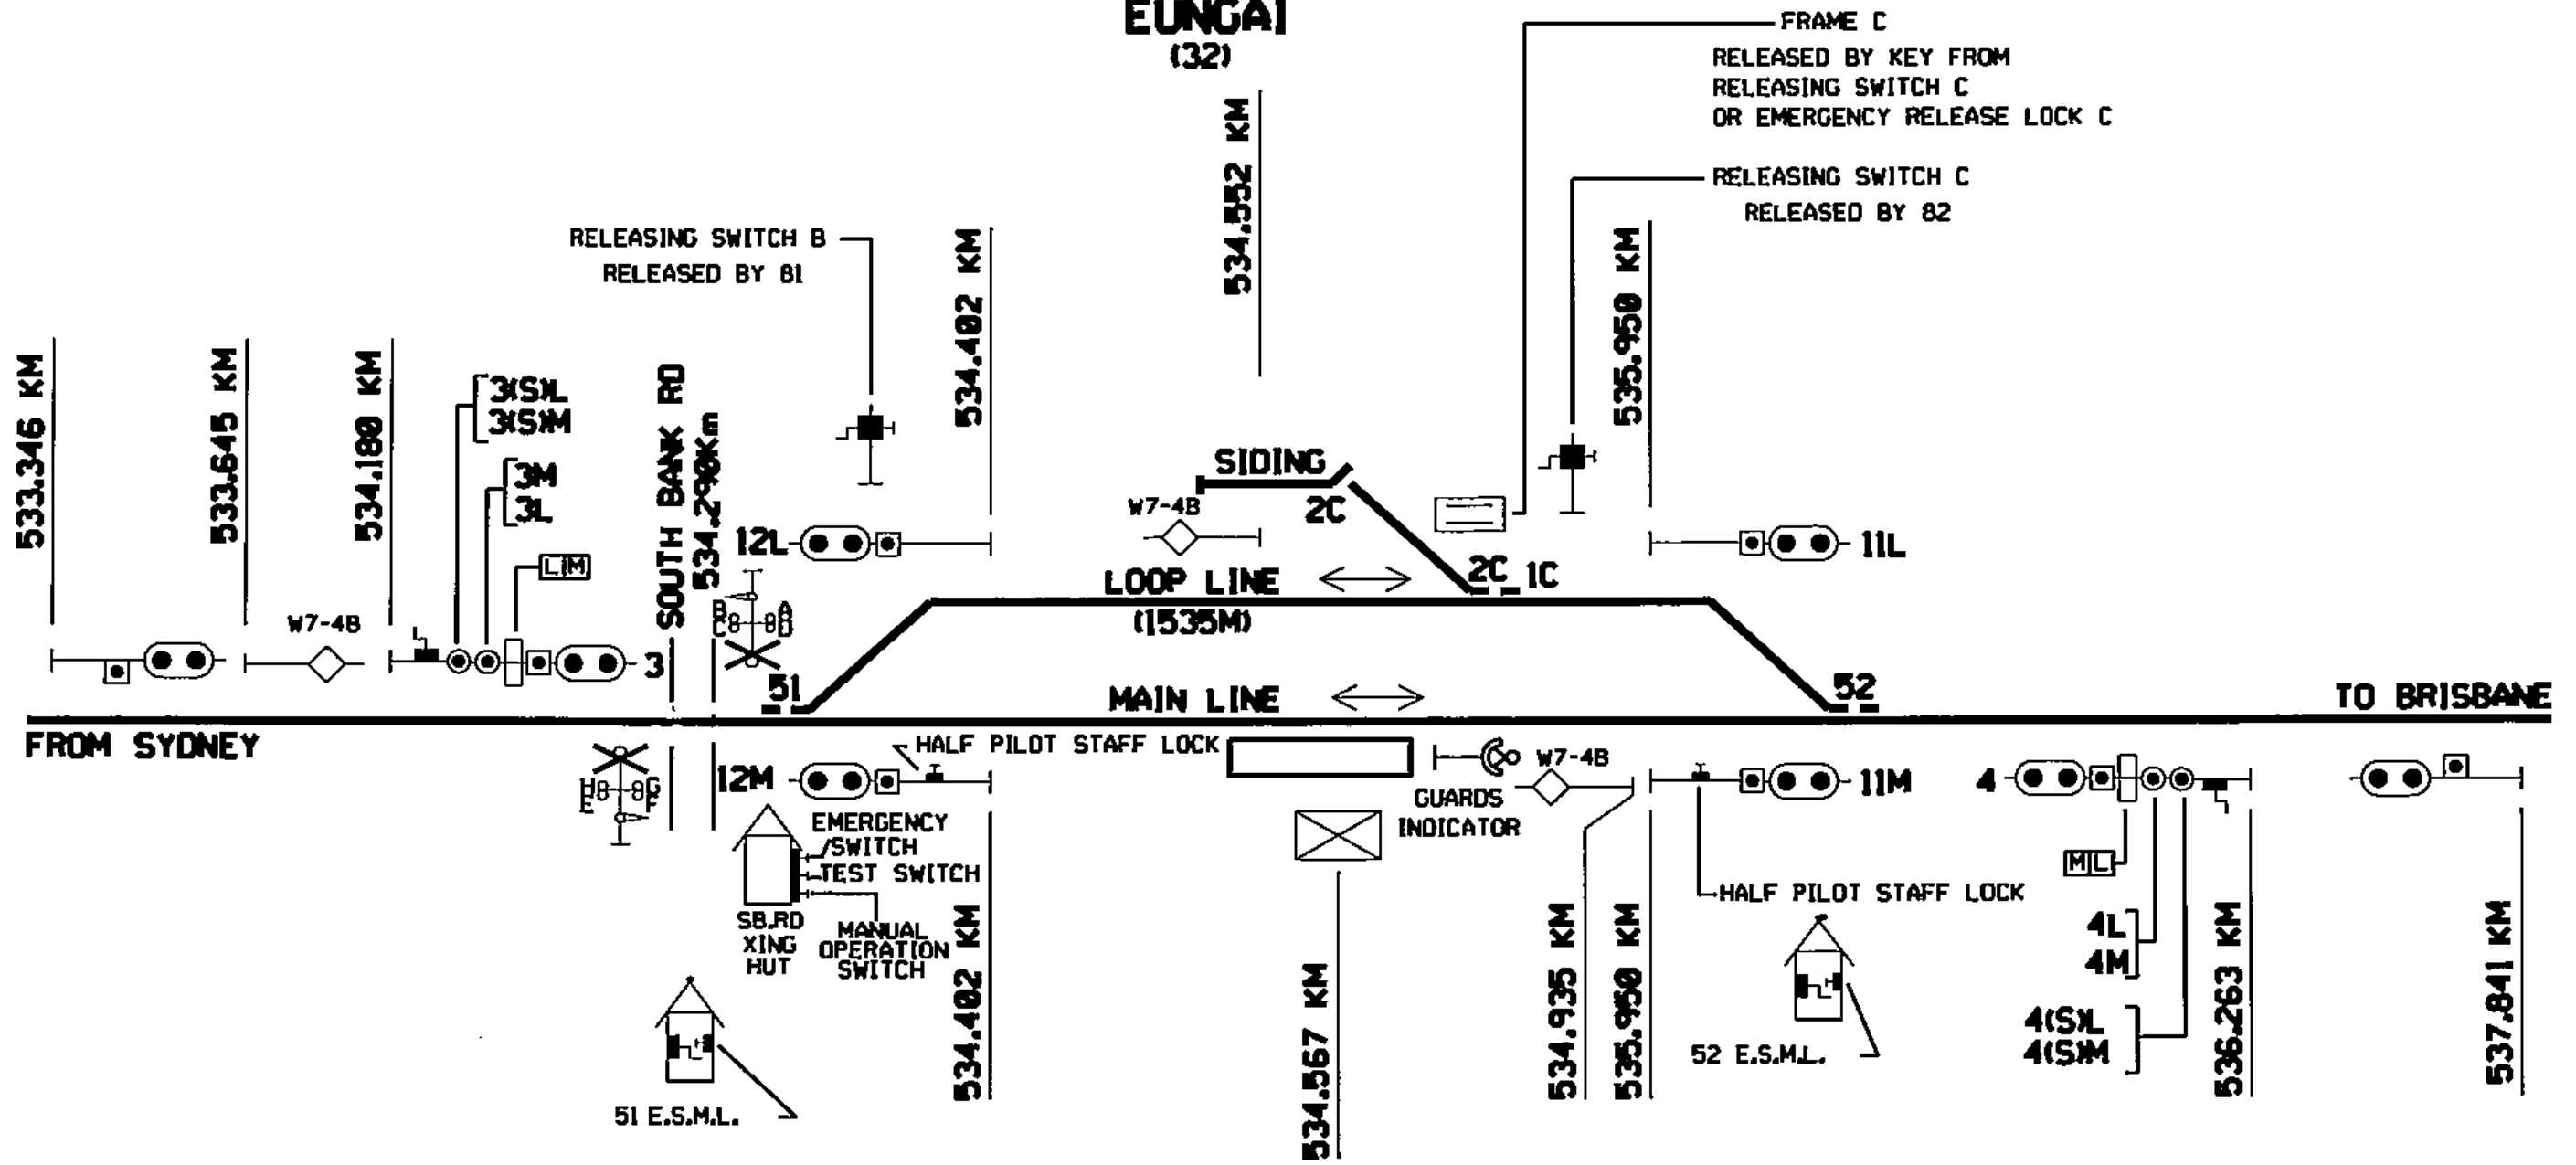 EUNGAI
(32)
FRAME C
RELEASED BY KEY FROM
RELEASING SWITCH C
OR EMERGENCY RELEASE LOCK C
RELEASING SWITCH C
RELEASED BY 82
RELEASING SWITCH B
RELEASED BY 81
533.346 KM
533.645 KM
534.180 KM
3(S)L
3(S)M
3M
3L
L M
SOUTH BANK RD
534.290Km
534.402 KM
534.552 KM
535.950 KM
SIDING
2C
W7-4B
12L
11L
LOOP LINE
(1535M)
2C 1C
W7-4B
3
B A
C D
51
MAIN LINE
52
TO BRISBANE
FROM SYDNEY
HALF PILOT STAFF LOCK
W7-4B
H G
E F
12M
GUARDS
INDICATOR
11M
4
EMERGENCY
SWITCH
TEST SWITCH
MANUAL
OPERATION
SWITCH
SB.RD
XING
HUT
M L
HALF PILOT STAFF LOCK
4L
4M
4(S)L
4(S)M
534.402 KM
534.567 KM
534.935 KM
535.950 KM
536.263 KM
537.841 KM
52 E.S.M.L.
51 E.S.M.L.